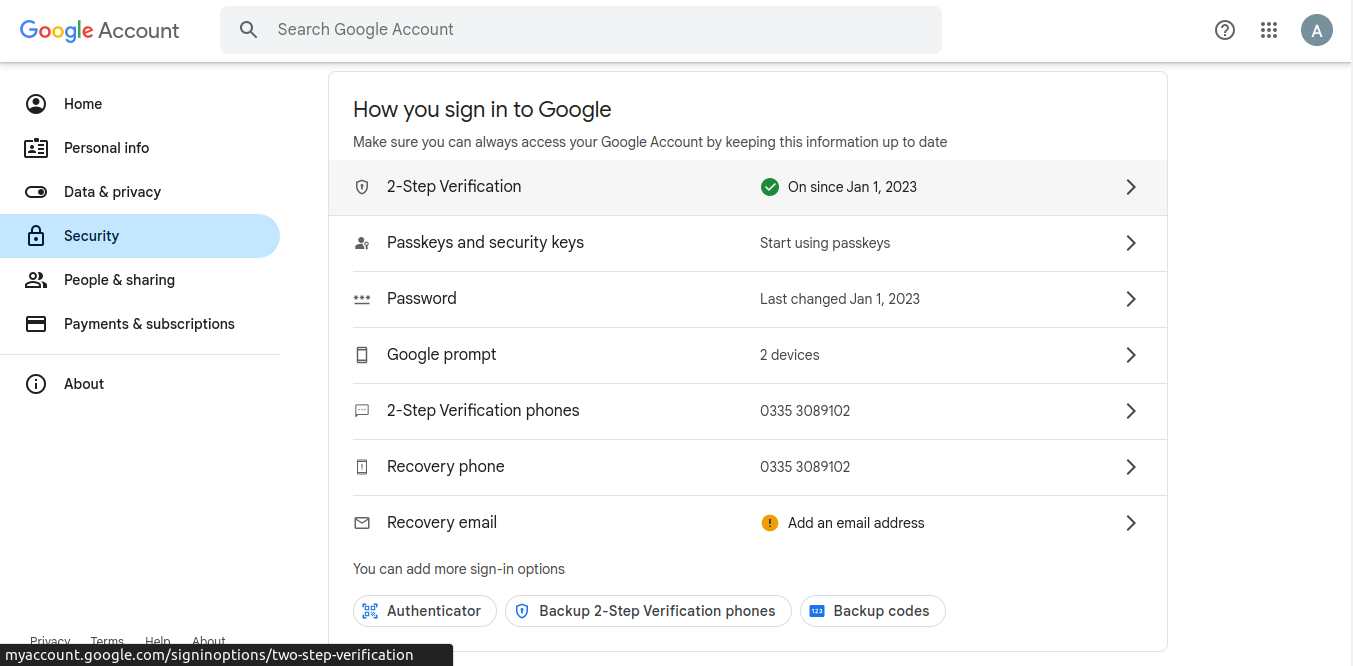 Google Account
Search Google Account
A
Home
Personal info
Data & privacy
Security
People & sharing
Payments & subscriptions
About
How you sign in to Google
Make sure you can always access your Google Account by keeping this information up to date
2-Step Verification On since Jan 1, 2023
Passkeys and security keys Start using passkeys
Password Last changed Jan 1, 2023
Google prompt 2 devices
2-Step Verification phones 0335 3089102
Recovery phone 0335 3089102
Recovery email Add an email address
You can add more sign-in options
Authenticator Backup 2-Step Verification phones 123 Backup codes
Privacy Terms Help About
myaccount.google.com/signinoptions/two-step-verification